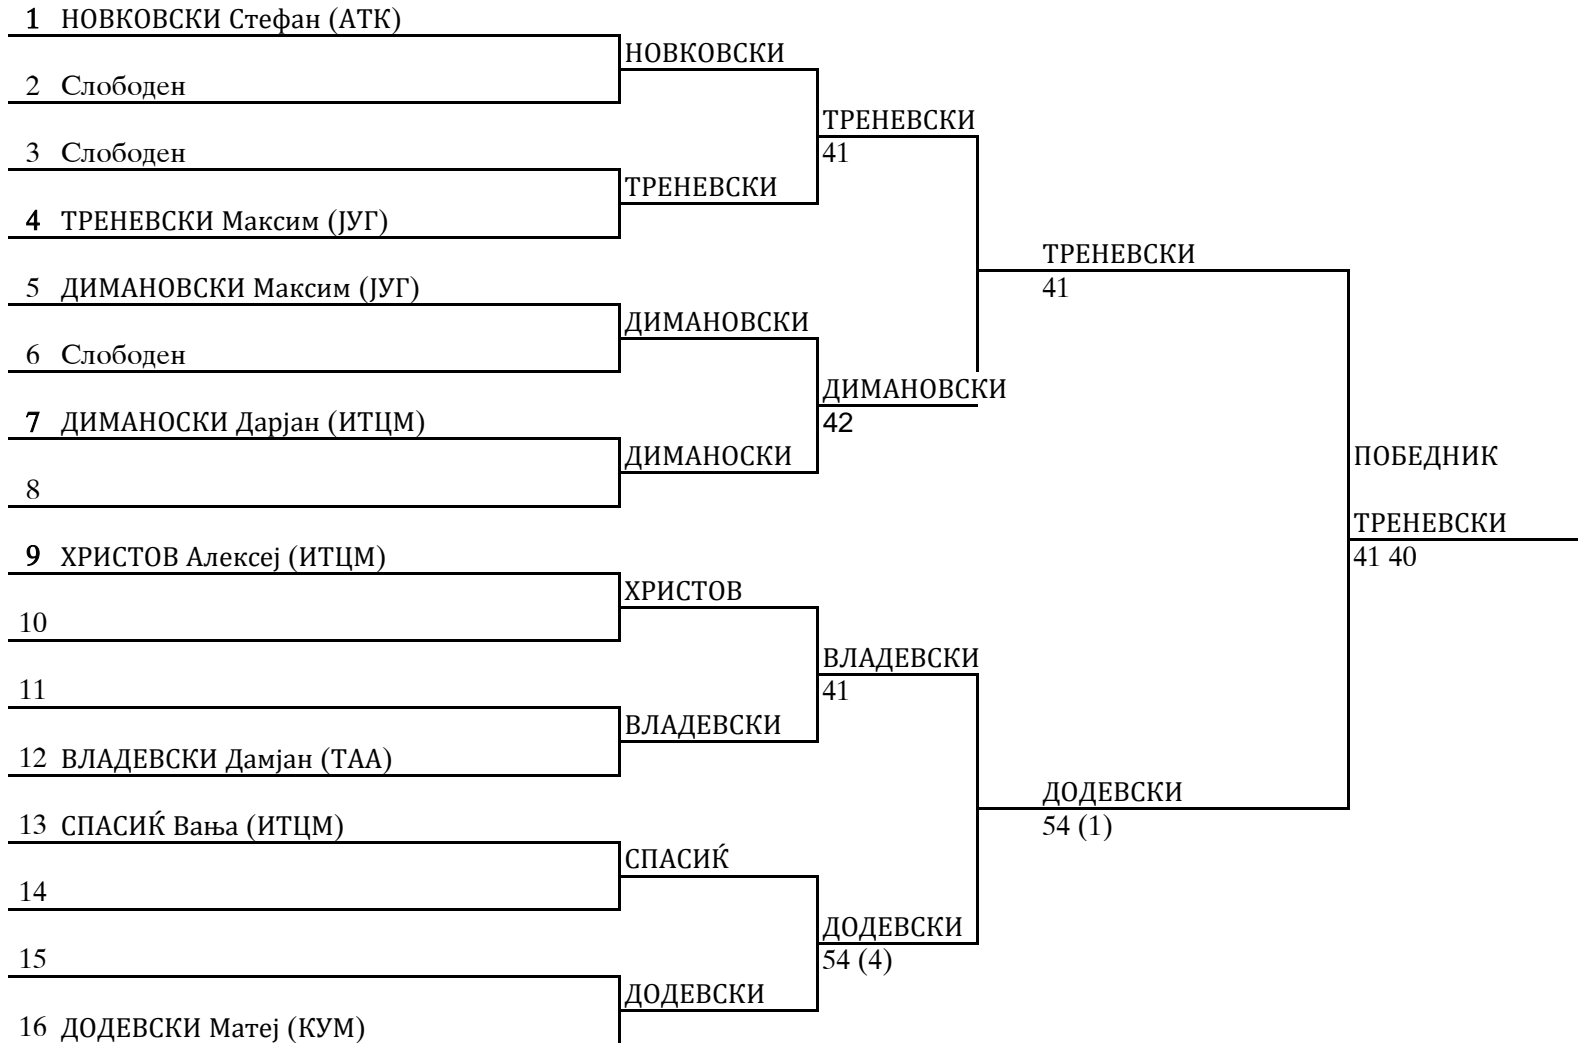 1 НОВКОВСКИ Стефан (АТК)
НОВКОВСКИ
2 Слободен
ТРЕНЕВСКИ
3 Слободен
41
ТРЕНЕВСКИ
4 ТРЕНЕВСКИ Максим (ЈУГ)
ТРЕНЕВСКИ
5 ДИМАНОВСКИ Максим (ЈУГ)
41
ДИМАНОВСКИ
6 Слободен
ДИМАНОВСКИ
7 ДИМАНОСКИ Дарјан (ИТЦМ)
42
ДИМАНОСКИ
ПОБЕДНИК
8
ТРЕНЕВСКИ
9 ХРИСТОВ Алексеј (ИТЦМ)
41 40
ХРИСТОВ
10
ВЛАДЕВСКИ
11
41
ВЛАДЕВСКИ
12 ВЛАДЕВСКИ Дамјан (ТАА)
ДОДЕВСКИ
13 СПАСИЌ Вања (ИТЦМ)
54 (1)
СПАСИЌ
14
ДОДЕВСКИ
15
54 (4)
ДОДЕВСКИ
16 ДОДЕВСКИ Матеј (КУМ)